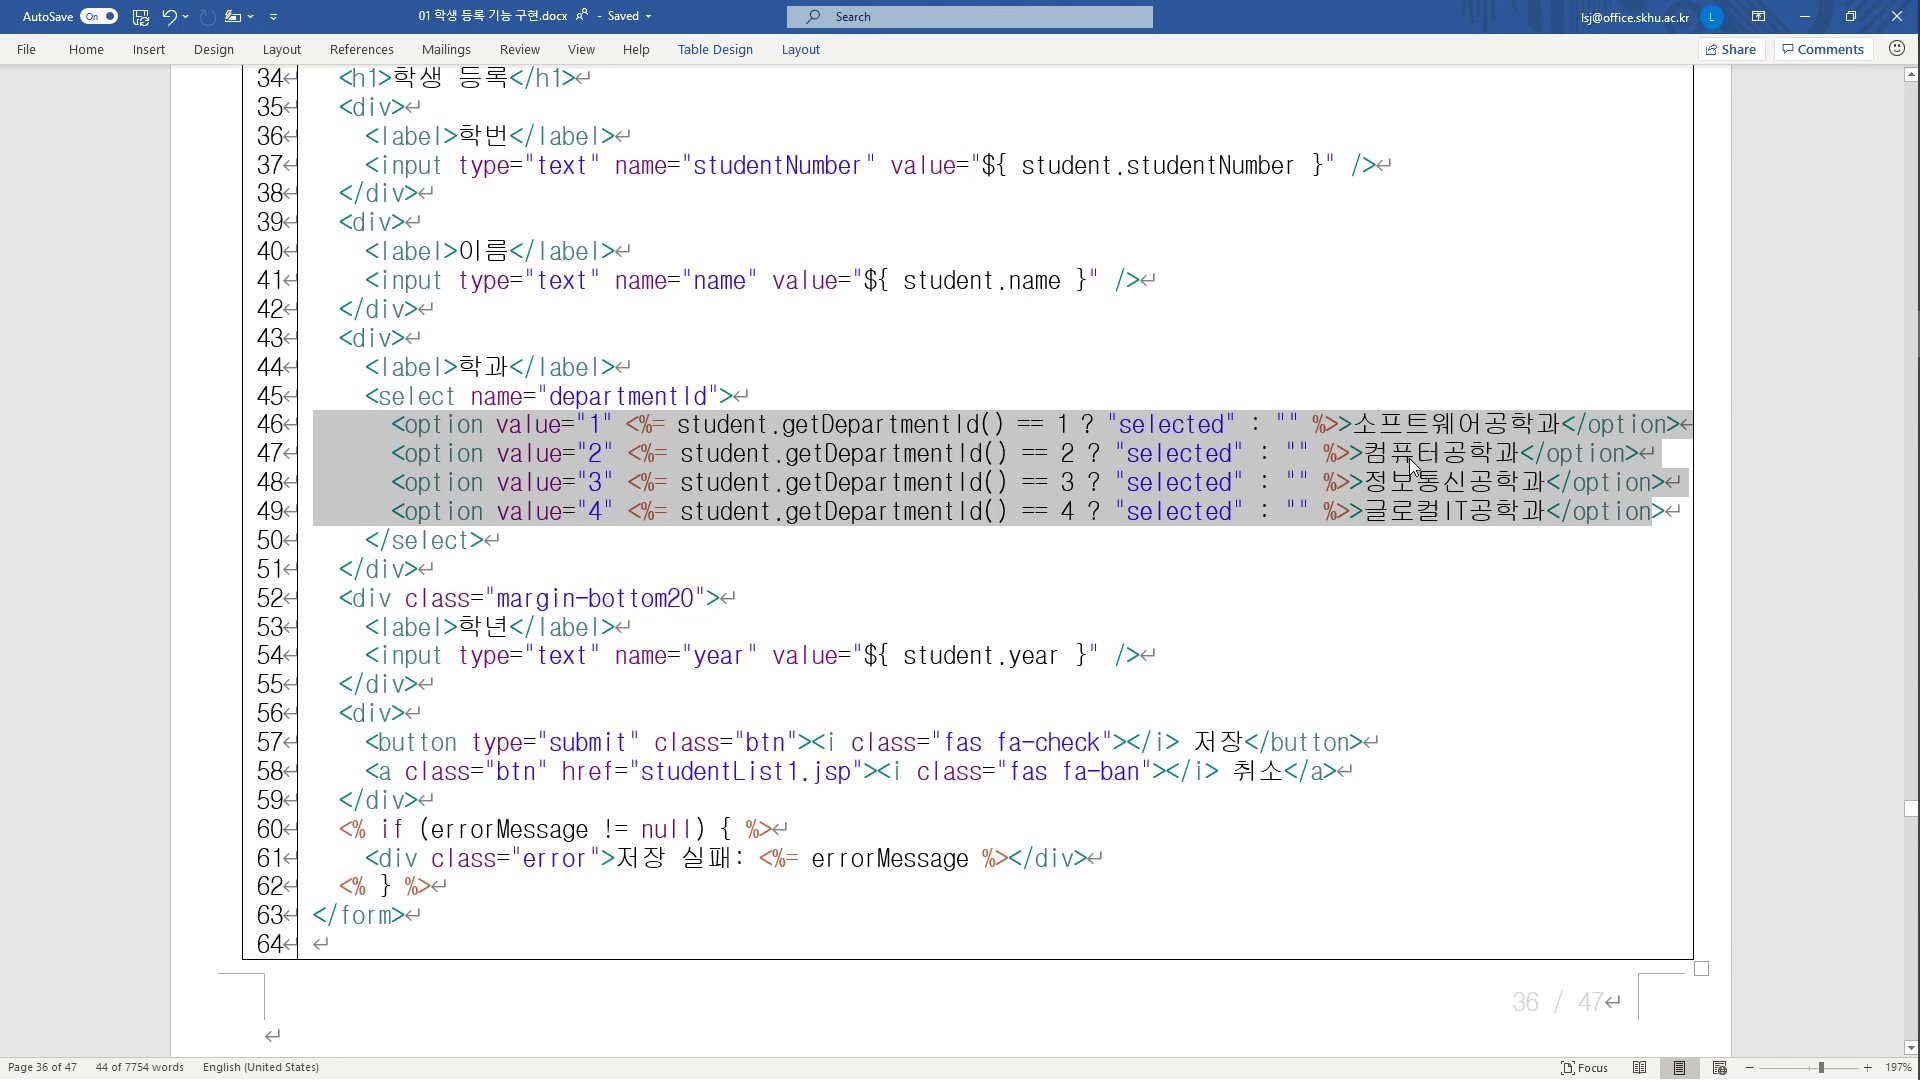 AutoSave On 01 학생 등록 기능 구현.docx - Saved Search lsj@office.skhu.ac.kr L
File Home Insert Design Layout References Mailings Review View Help Table Design Layout Share Comments
34 <h1>학생 등록</h1>
35 <div>
36 <label>학번</label>
37 <input type="text" name="studentNumber" value="${ student.studentNumber }" />
38 </div>
39 <div>
40 <label>이름</label>
41 <input type="text" name="name" value="${ student.name }" />
42 </div>
43 <div>
44 <label>학과</label>
45 <select name="departmentId">
46 <option value="1" <%= student.getDepartmentId() == 1 ? "selected" : "" %>>소프트웨어공학과</option>
47 <option value="2" <%= student.getDepartmentId() == 2 ? "selected" : "" %>>컴퓨터공학과</option>
48 <option value="3" <%= student.getDepartmentId() == 3 ? "selected" : "" %>>정보통신공학과</option>
49 <option value="4" <%= student.getDepartmentId() == 4 ? "selected" : "" %>>글로컬IT공학과</option>
50 </select>
51 </div>
52 <div class="margin-bottom20">
53 <label>학년</label>
54 <input type="text" name="year" value="${ student.year }" />
55 </div>
56 <div>
57 <button type="submit" class="btn"><i class="fas fa-check"></i> 저장</button>
58 <a class="btn" href="studentList1.jsp"><i class="fas fa-ban"></i> 취소</a>
59 </div>
60 <% if (errorMessage != null) { %>
61 <div class="error">저장 실패: <%= errorMessage %></div>
62 <% } %>
63 </form>
64
36 / 47
Page 36 of 47 44 of 7754 words English (United States) Focus 197%